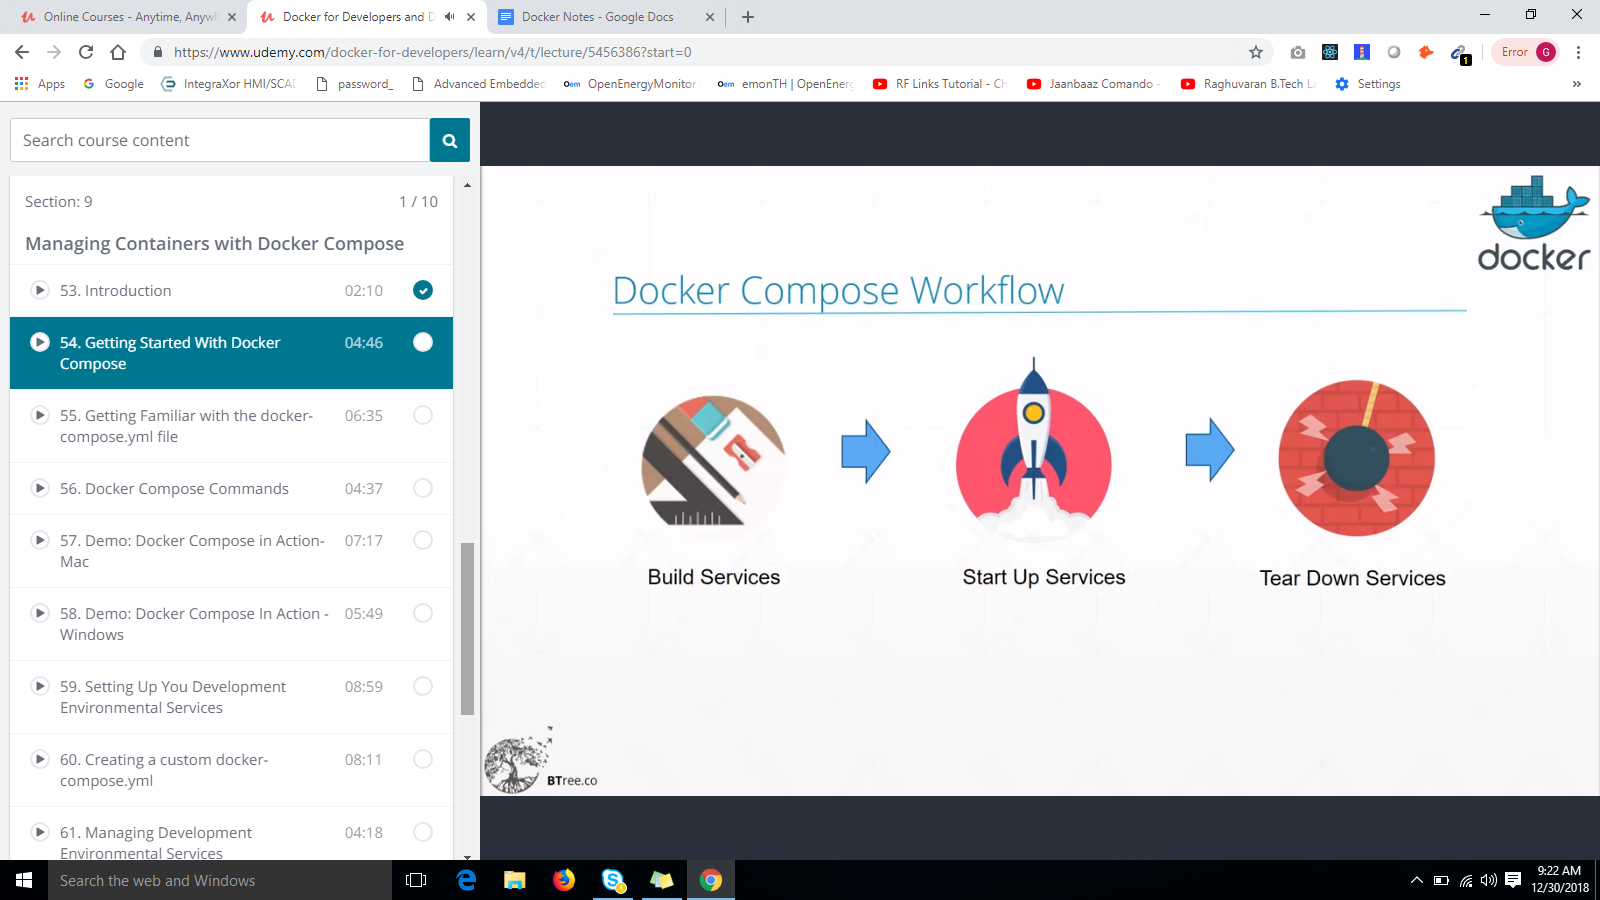 Online Courses - Anytime, Anywh
Docker for Developers and D
Docker Notes - Google Docs
https://www.udemy.com/docker-for-developers/learn/v4/t/lecture/5456386?start=0
1
Error
G
Apps
Google
IntegraXor HMI/SCAD
password_
Advanced Embedded
OpenEnergyMonitor
emonTH | OpenEnerg
RF Links Tutorial - Ch
Jaanbaaz Comando -
Raghuvaran B.Tech La
Settings
»
Search course content
Section: 9
1 / 10
Managing Containers with Docker Compose
53. Introduction
02:10
54. Getting Started With Docker
Compose
04:46
55. Getting Familiar with the docker-
compose.yml file
06:35
56. Docker Compose Commands
04:37
57. Demo: Docker Compose in Action-
Mac
07:17
58. Demo: Docker Compose In Action -
Windows
05:49
59. Setting Up You Development
Environmental Services
08:59
60. Creating a custom docker-
compose.yml
08:11
61. Managing Development
Environmental Services
04:18
docker
Docker Compose Workflow
Build Services
Start Up Services
Tear Down Services
BTree.co
Search the web and Windows
9:22 AM
12/30/2018